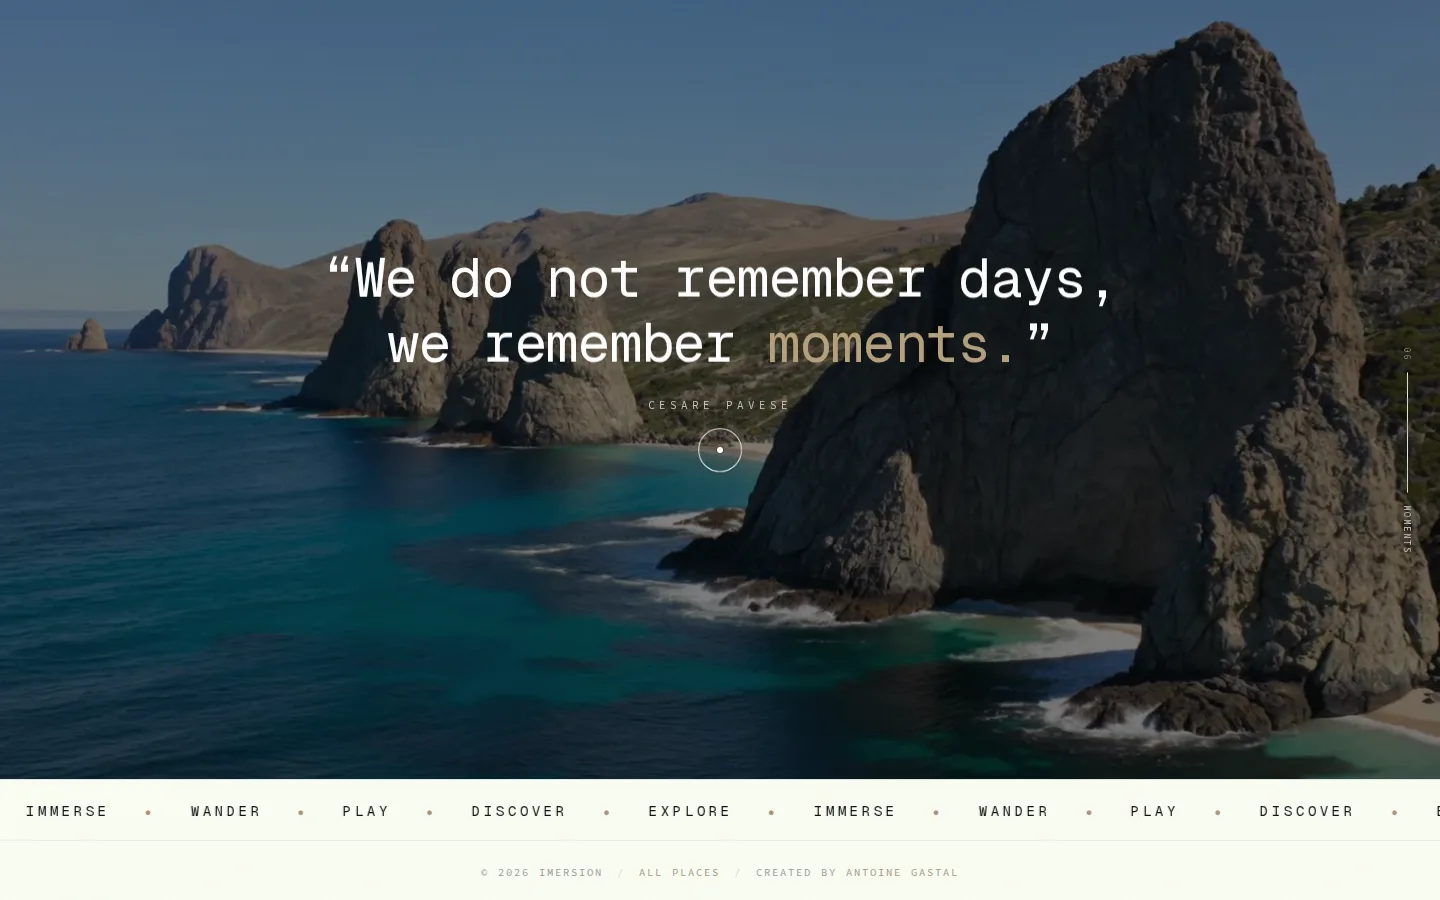 “We do not remember days,
we remember moments.”
CESARE PAVESE
06
MOMENTS
IMMERSE • WANDER • PLAY • DISCOVER • EXPLORE • IMMERSE • WANDER • PLAY • DISCOVER •
© 2026 IMERSION / ALL PLACES / CREATED BY ANTOINE GASTAL